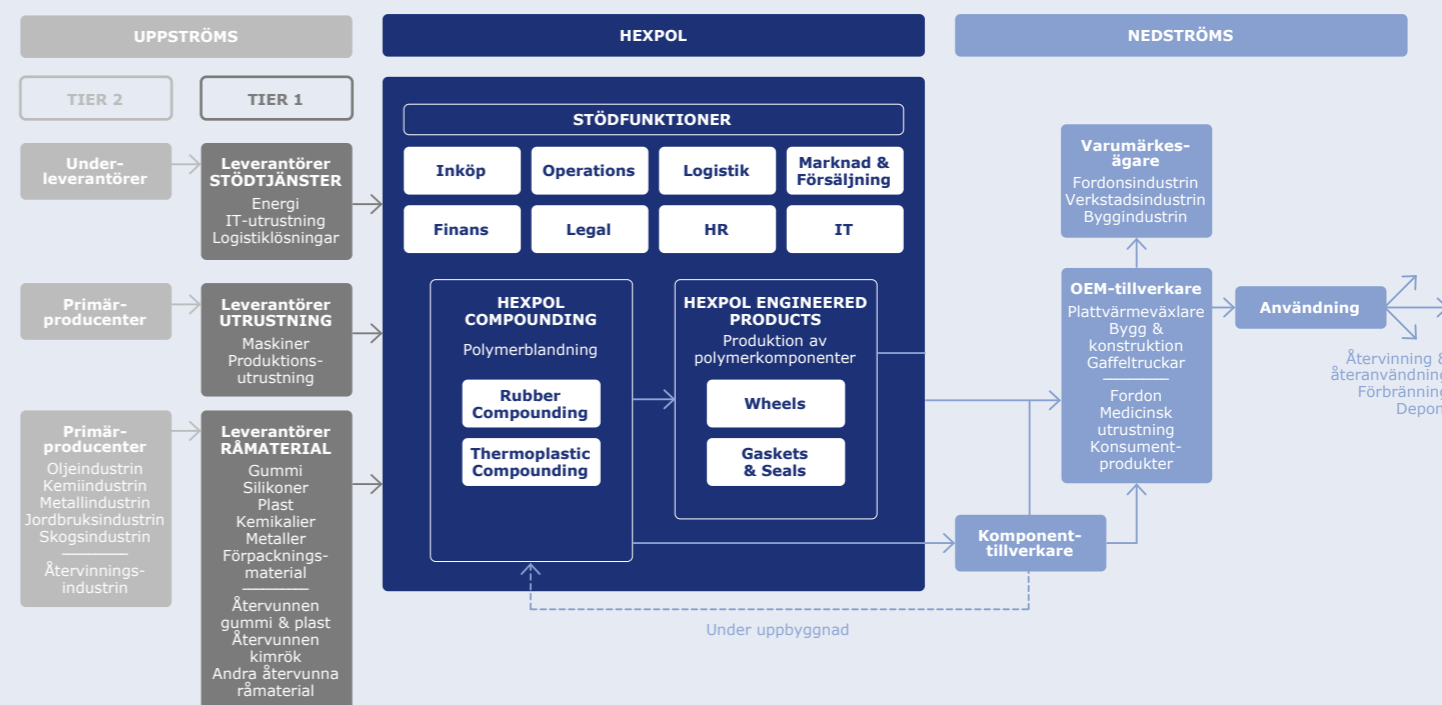 UPPSTRÖMS
HEXPOL
NEDSTRÖMS
TIER 2
TIER 1
Under-
leverantörer
Primär-
producenter
Primär-
producenter
Oljeindustrin
Kemiindustrin
Metallindustrin
Jordbruksindustrin
Skogsindustrin
Återvinnings-
industrin
Leverantörer
STÖDTJÄNSTER
Energi
IT-utrustning
Logistiklösningar
Leverantörer
UTRUSTNING
Maskiner
Produktions-
utrustning
Leverantörer
RÅMATERIAL
Gummi
Silikoner
Plast
Kemikalier
Metaller
Förpacknings-
material
Återvunnen
gummi & plast
Återvunnen
kimrök
Andra återvunna
råmaterial
STÖDFUNKTIONER
Inköp
Operations
Logistik
Marknad &
Försäljning
Finans
Legal
HR
IT
HEXPOL
COMPOUNDING
Polymerblandning
Rubber
Compounding
Thermoplastic
Compounding
HEXPOL ENGINEERED
PRODUCTS
Produktion av
polymerkomponenter
Wheels
Gaskets
& Seals
Under uppbyggnad
Komponent-
tillverkare
Varumärkes-
ägare
Fordonsindustrin
Verkstadsindustrin
Byggindustrin
OEM-tillverkare
Plattvärmeväxlare
Bygg &
konstruktion
Gaffeltruckar
Fordon
Medicinsk
utrustning
Konsument-
produkter
Användning
Återvinning &
återanvändning
Förbränning
Depon